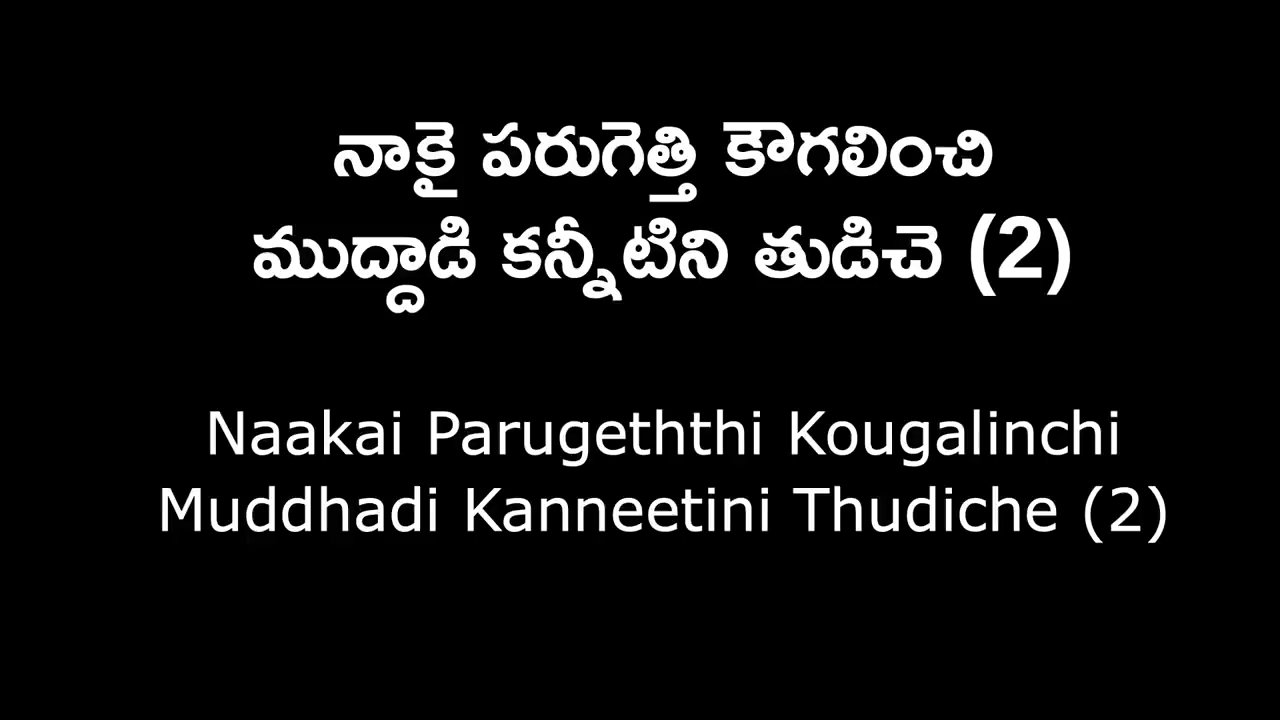 నాకై పరుగెత్తి కౌగలించి
ముద్దాడి కన్నీటిని తుడిచె (2)
Naakai Parugeththi Kougalinchi
Muddhadi Kanneetini Thudiche (2)